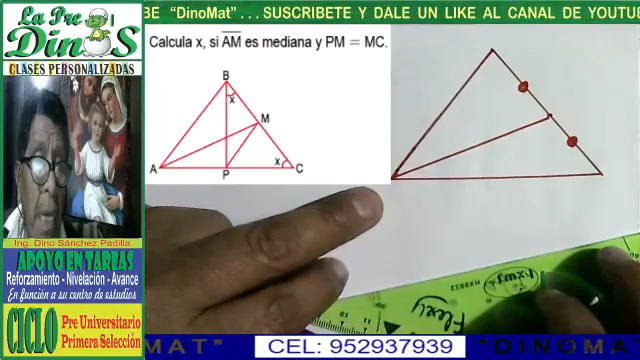 BE "DinoMat"... SUSCRIBETE Y DALE UN LIKE AL CANAL DE YOUTU
La Pre
DinoS
CLASES PERSONALIZADAS
Calcula x, si AM es mediana y PM = MC.
B
x
M
A
P
x
C
Ing. Dino Sánchez Padilla
APOYO EN TAREAS
Reforzamiento - Nivelación - Avance
En función a su centro de estudios
CICLO Pre Universitario
Primera Selección
Flexiy
MAT" CEL: 952937939 "DINOMA